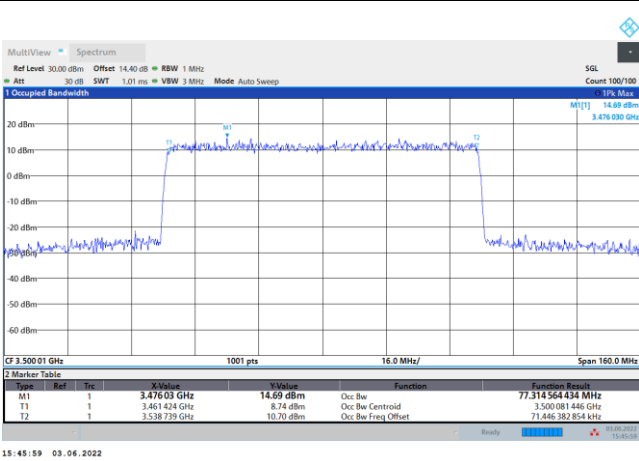 MultiView Spectrum
Ref Level 30.00 dBm Offset 14.40 dB RBW 1 MHz SGL
Att 30 dB SWT 1.01 ms VBW 3 MHz Mode Auto Sweep Count 100/100
1 Occupied Bandwidth 1Pk Max
M1[1] 14.69 dBm
3.476 030 GHz
M1
T1
T2
20 dBm
10 dBm
0 dBm
-10 dBm
-20 dBm
-30 dBm
-40 dBm
-50 dBm
-60 dBm
CF 3.500 01 GHz 1001 pts 16.0 MHz/ Span 160.0 MHz
2 Marker Table
Type Ref Trc X-Value Y-Value Function Function Result
M1 1 3.476 03 GHz 14.69 dBm Occ Bw 77.314 564 434 MHz
T1 1 3.461 424 GHz 8.74 dBm Occ Bw Centroid 3.500 081 446 GHz
T2 1 3.538 739 GHz 10.70 dBm Occ Bw Freq Offset 71.446 382 854 kHz
Ready 03.06.2022
15:45:59
15:45:59 03.06.2022